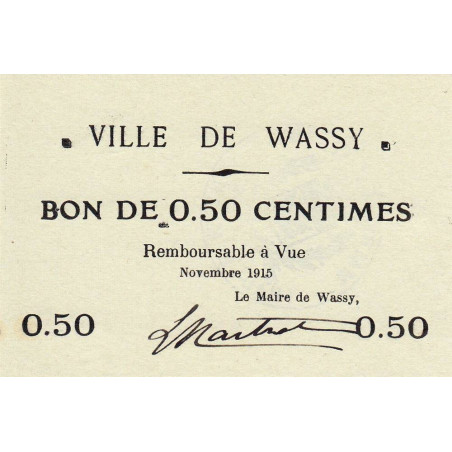 VILLE DE WASSY
BON DE 0.50 CENTIMES
Remboursable à Vue
Novembre 1915
Le Maire de Wassy,
0.50 0.50